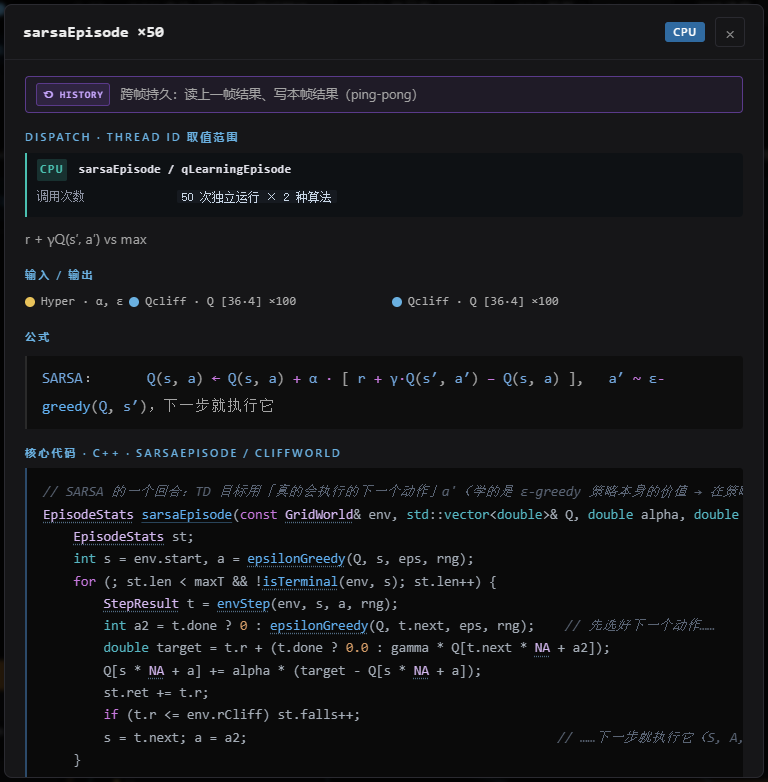 sarsaEpisode ×50
CPU ×
HISTORY 跨帧持久：读上一帧结果、写本帧结果（ping-pong）
DISPATCH · THREAD ID 取值范围
CPU sarsaEpisode / qLearningEpisode
调用次数 50 次独立运行 × 2 种算法
r + γQ(s′, a′) vs max
输入 / 输出
Hyper · α, ε Qcliff · Q [36·4] ×100 Qcliff · Q [36·4] ×100
公式
SARSA: Q(s, a) ← Q(s, a) + α · [ r + γ·Q(s′, a′) − Q(s, a) ], a′ ~ ε-
greedy(Q, s′)，下一步就执行它
核心代码 · C++ · SARSAEPISODE / CLIFFWORLD
// SARSA 的一个回合：TD 目标用「真的会执行的下一个动作」a′（学的是 ε-greedy 策略本身的价值 → 在策略
EpisodeStats sarsaEpisode(const GridWorld& env, std::vector<double>& Q, double alpha, double
EpisodeStats st;
int s = env.start, a = epsilonGreedy(Q, s, eps, rng);
for (; st.len < maxT && !isTerminal(env, s); st.len++) {
StepResult t = envStep(env, s, a, rng);
int a2 = t.done ? 0 : epsilonGreedy(Q, t.next, eps, rng); // 先选好下一个动作……
double target = t.r + (t.done ? 0.0 : gamma * Q[t.next * NA + a2]);
Q[s * NA + a] += alpha * (target - Q[s * NA + a]);
st.ret += t.r;
if (t.r <= env.rCliff) st.falls++;
s = t.next; a = a2; // ……下一步就执行它（S, A,
}